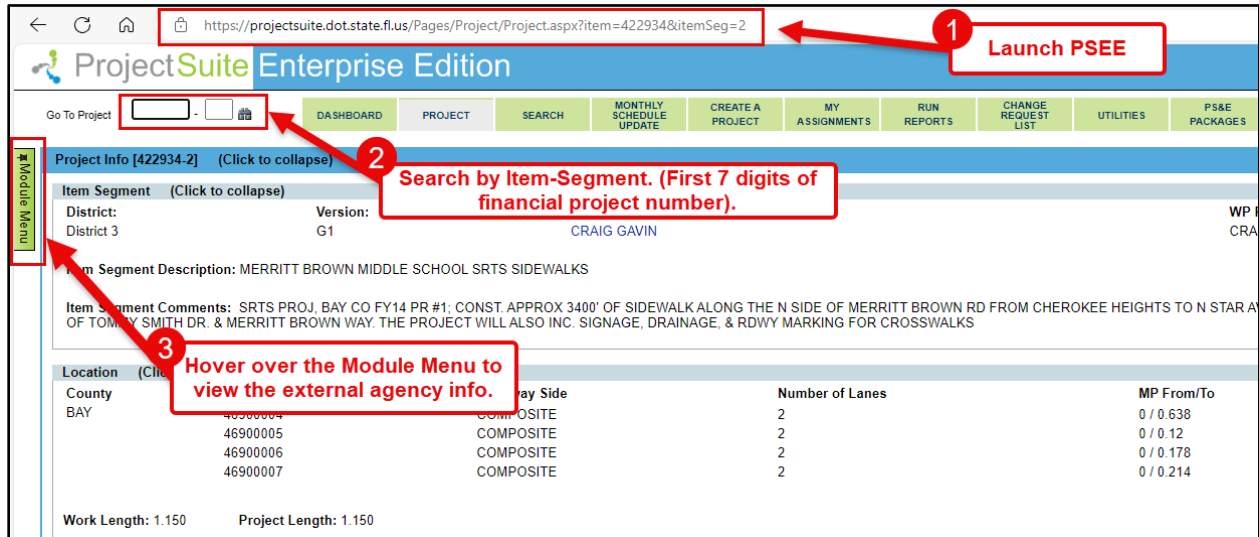 https://projectsuite.dot.state.fl.us/Pages/Project/Project.aspx?item=422934&itemSeg=2
1
Launch PSEE
ProjectSuite Enterprise Edition
Go To Project - DASHBOARD PROJECT SEARCH MONTHLY SCHEDULE UPDATE CREATE A PROJECT MY ASSIGNMENTS RUN REPORTS CHANGE REQUEST LIST UTILITIES PS&E PACKAGES
Module Menu
Project Info [422934-2] (Click to collapse)
2
Search by Item-Segment. (First 7 digits of
financial project number).
Item Segment (Click to collapse)
District: Version: WP
District 3 G1 CRAIG GAVIN CRA
Item Segment Description: MERRITT BROWN MIDDLE SCHOOL SRTS SIDEWALKS
Item Segment Comments: SRTS PROJ, BAY CO FY14 PR #1; CONST. APPROX 3400' OF SIDEWALK ALONG THE N SIDE OF MERRITT BROWN RD FROM CHEROKEE HEIGHTS TO N STAR
OF TOMMY SMITH DR. & MERRITT BROWN WAY. THE PROJECT WILL ALSO INC. SIGNAGE, DRAINAGE, & RDWY MARKING FOR CROSSWALKS
3
Hover over the Module Menu to
view the external agency info.
Location (Cli
County way Side Number of Lanes MP From/To
BAY 46900004 COMPOSITE 2 0 / 0.638
46900005 COMPOSITE 2 0 / 0.12
46900006 COMPOSITE 2 0 / 0.178
46900007 COMPOSITE 2 0 / 0.214
Work Length: 1.150 Project Length: 1.150